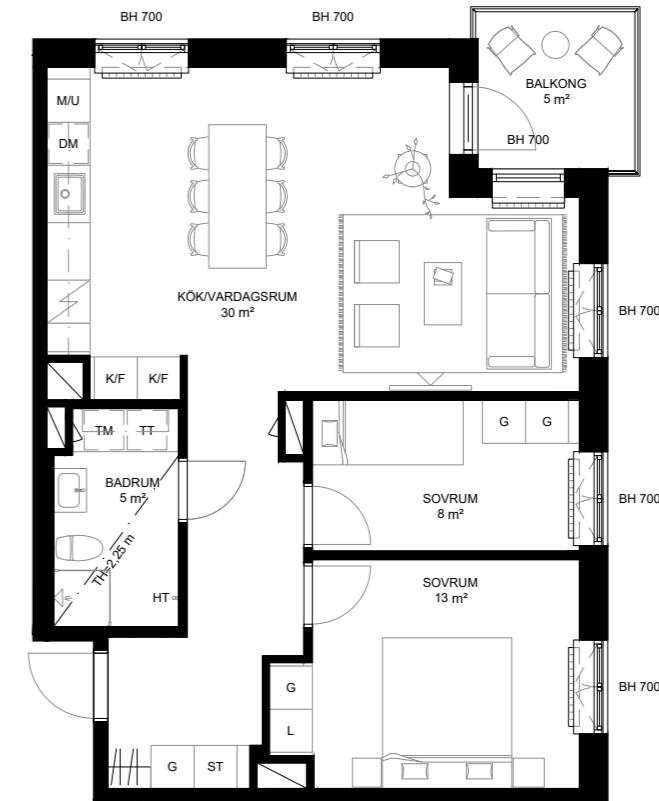 BH 700
BH 700
BALKONG
5 m²
M/U
DM
BH 700
KÖK/VARDAGSRUM
30 m²
BH 700
K/F
K/F
TM
TT
G
G
BADRUM
5 m²
SOVRUM
8 m²
BH 700
TH=2,25 m
SOVRUM
13 m²
HT
BH 700
G
L
G
ST